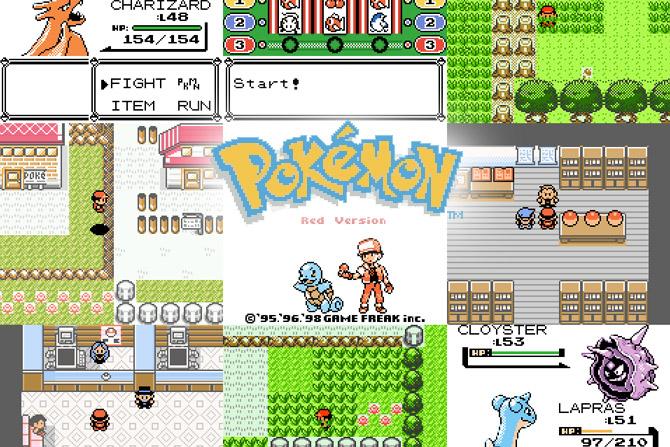 CHARIZARD
:L48
HP:
154/154
FIGHT PKMN
ITEM RUN
1 1
2 2
3 3
Start!
POKé
POKéMON
TM
Red Version
©'95.'96.'98 GAME FREAK inc.
CLOYSTER
:L53
HP:
LAPRAS
:L51
HP:
97/210